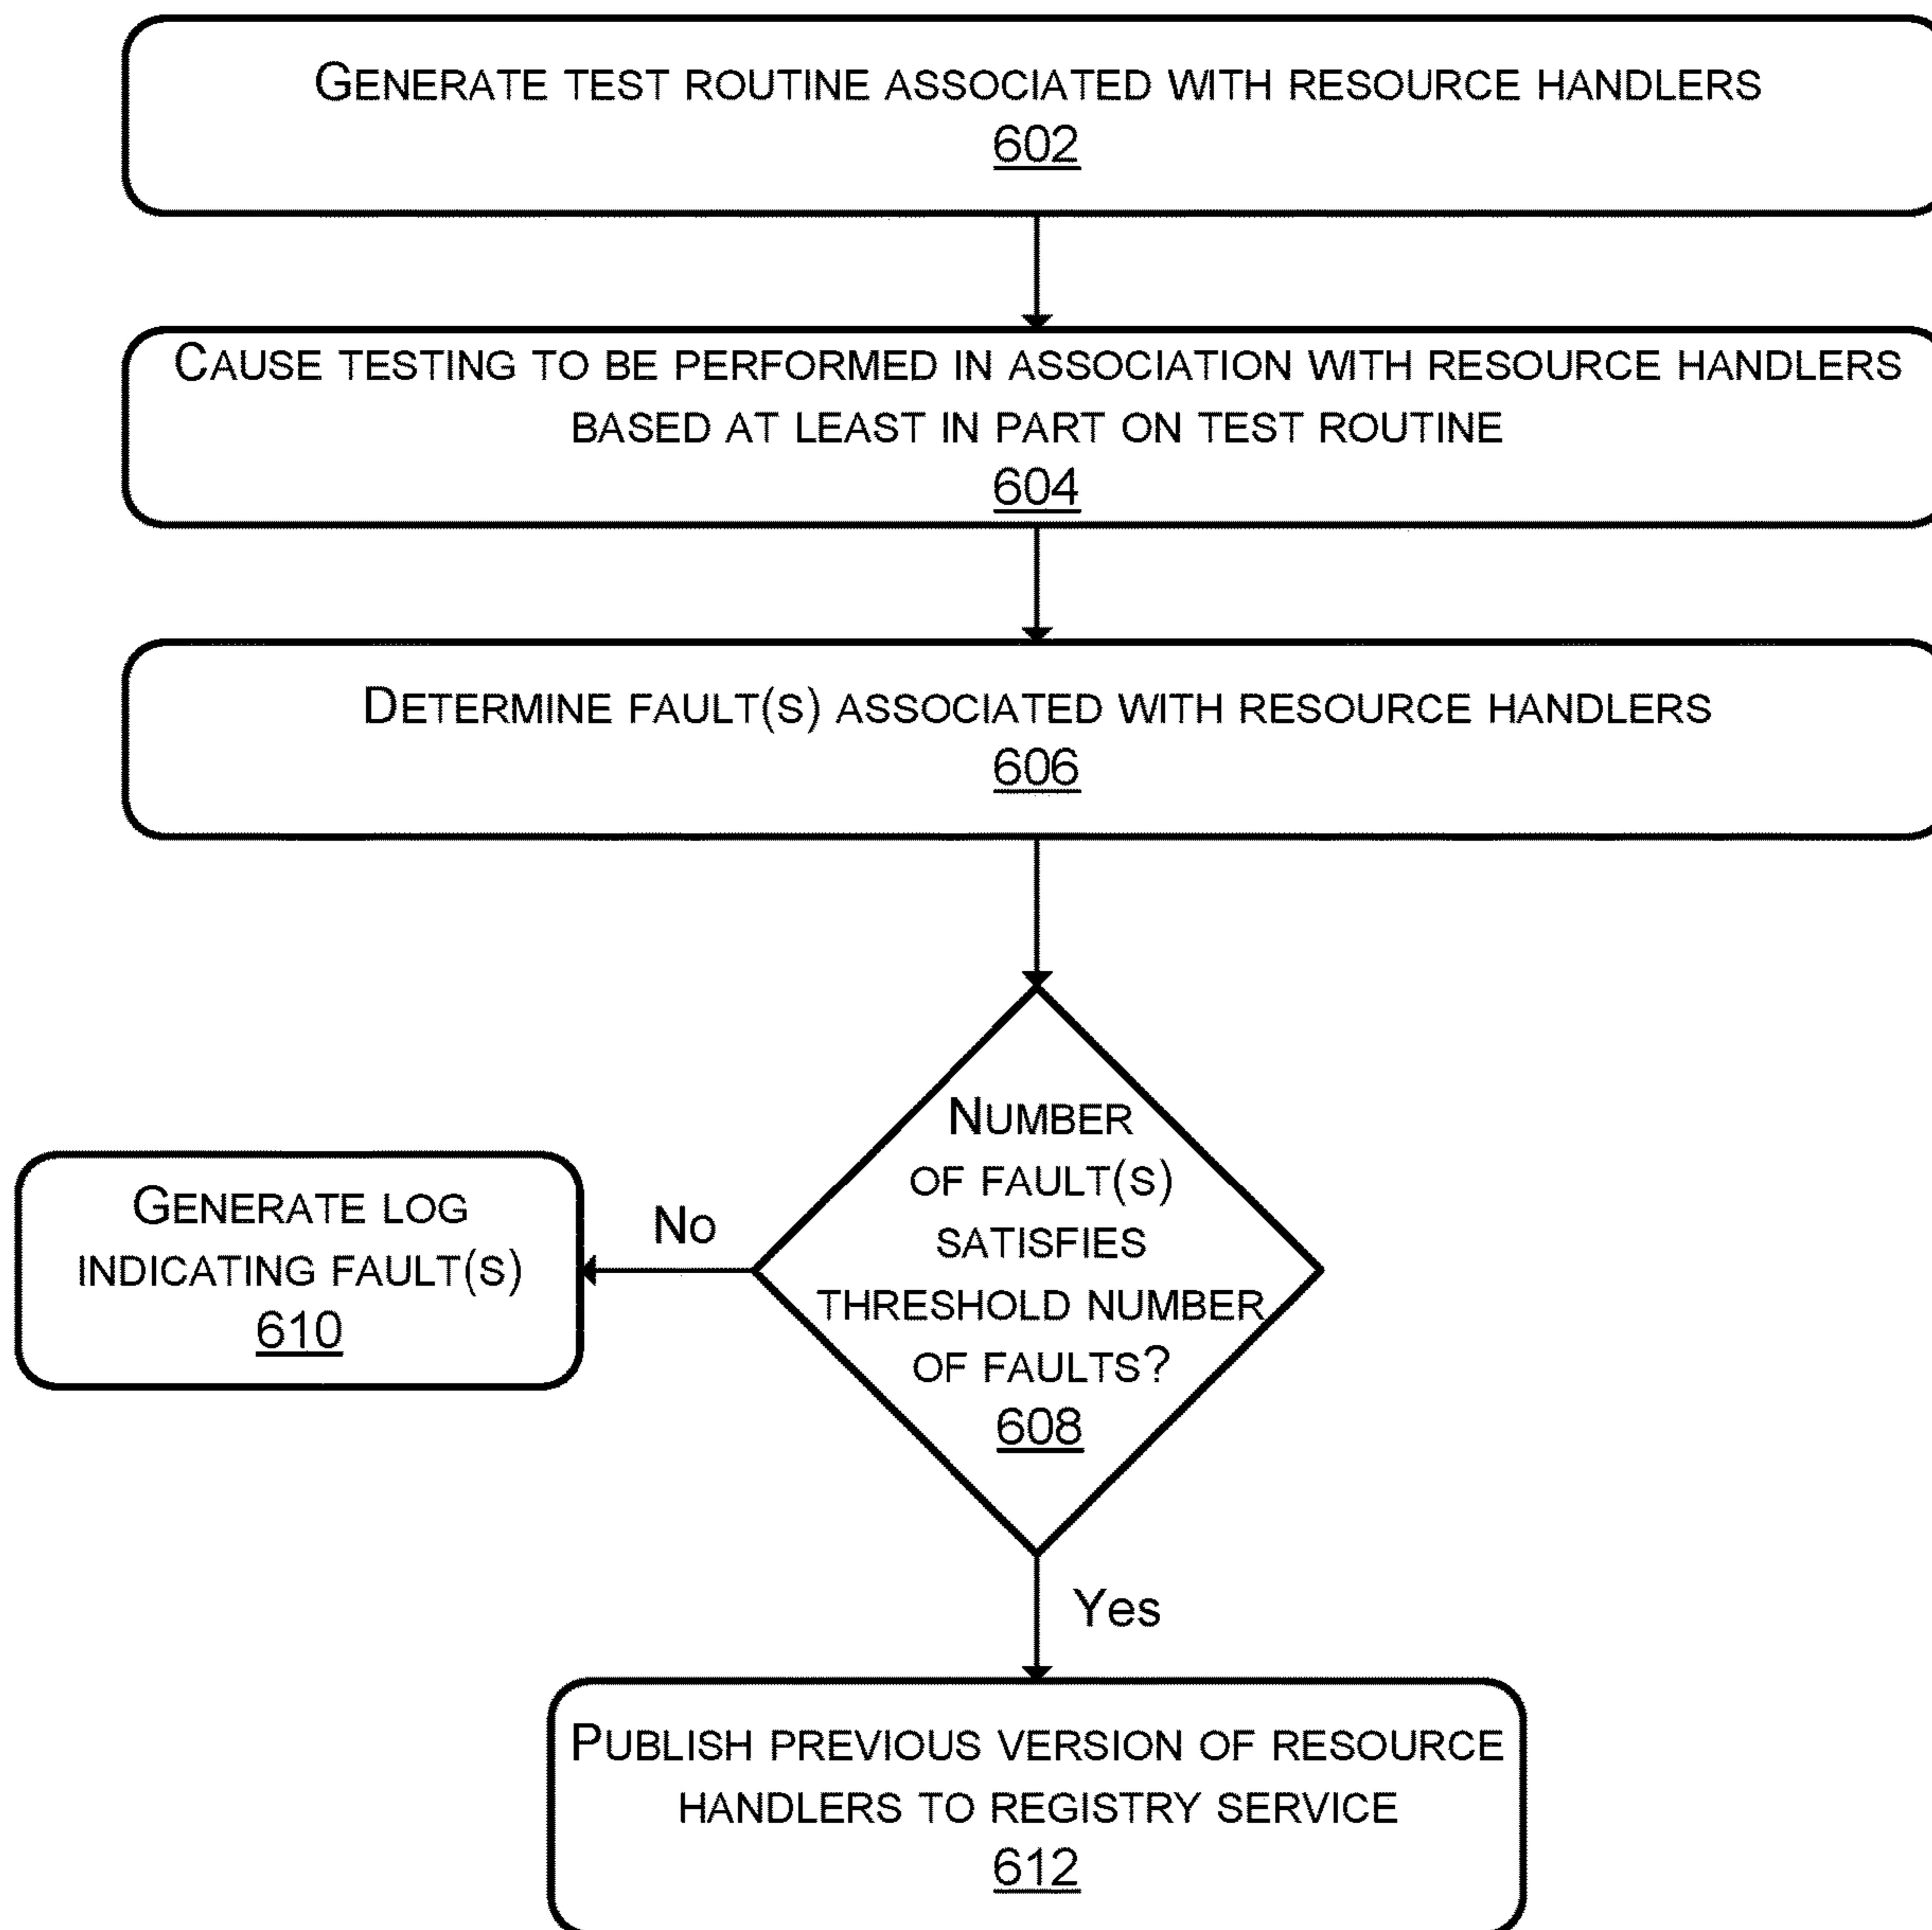 GENERATE TEST ROUTINE ASSOCIATED WITH RESOURCE HANDLERS
602
CAUSE TESTING TO BE PERFORMED IN ASSOCIATION WITH RESOURCE HANDLERS
BASED AT LEAST IN PART ON TEST ROUTINE
604
DETERMINE FAULT(S) ASSOCIATED WITH RESOURCE HANDLERS
606
NUMBER
OF FAULT(S)
SATISFIES
THRESHOLD NUMBER
OF FAULTS?
608
No
GENERATE LOG
INDICATING FAULT(S)
610
Yes
PUBLISH PREVIOUS VERSION OF RESOURCE
HANDLERS TO REGISTRY SERVICE
612